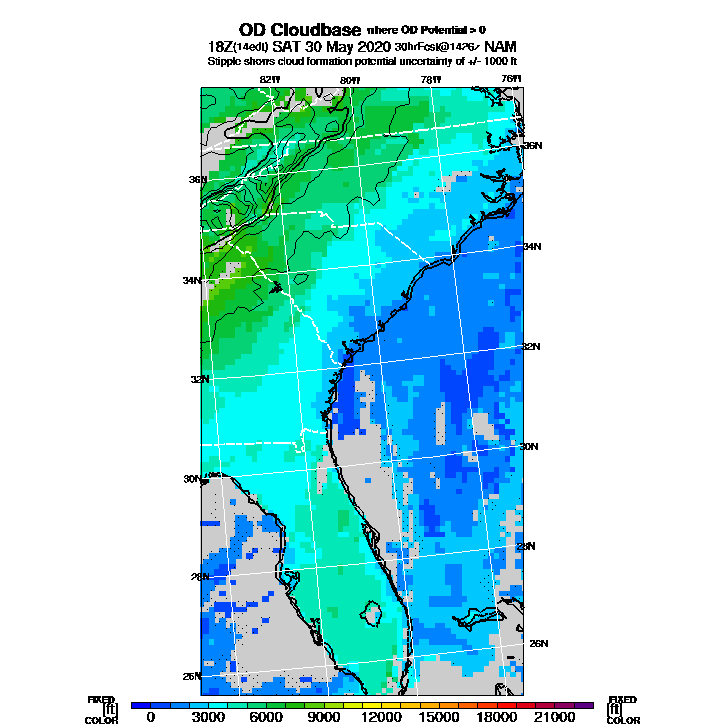 OD Cloudbase where OD Potential > 0
18Z(14edt) SAT 30 May 2020 30hrFcst@1426z NAM
Stipple shows cloud formation potential uncertainty of +/- 1000 ft
82W 80W 78W 76W
36N
36N
34N
34N
32N
32N
30N
30N
28N
28N
26N
26N
FIXED FIXED
[ft] 0 3000 6000 9000 12000 15000 18000 21000 [ft]
COLOR COLOR